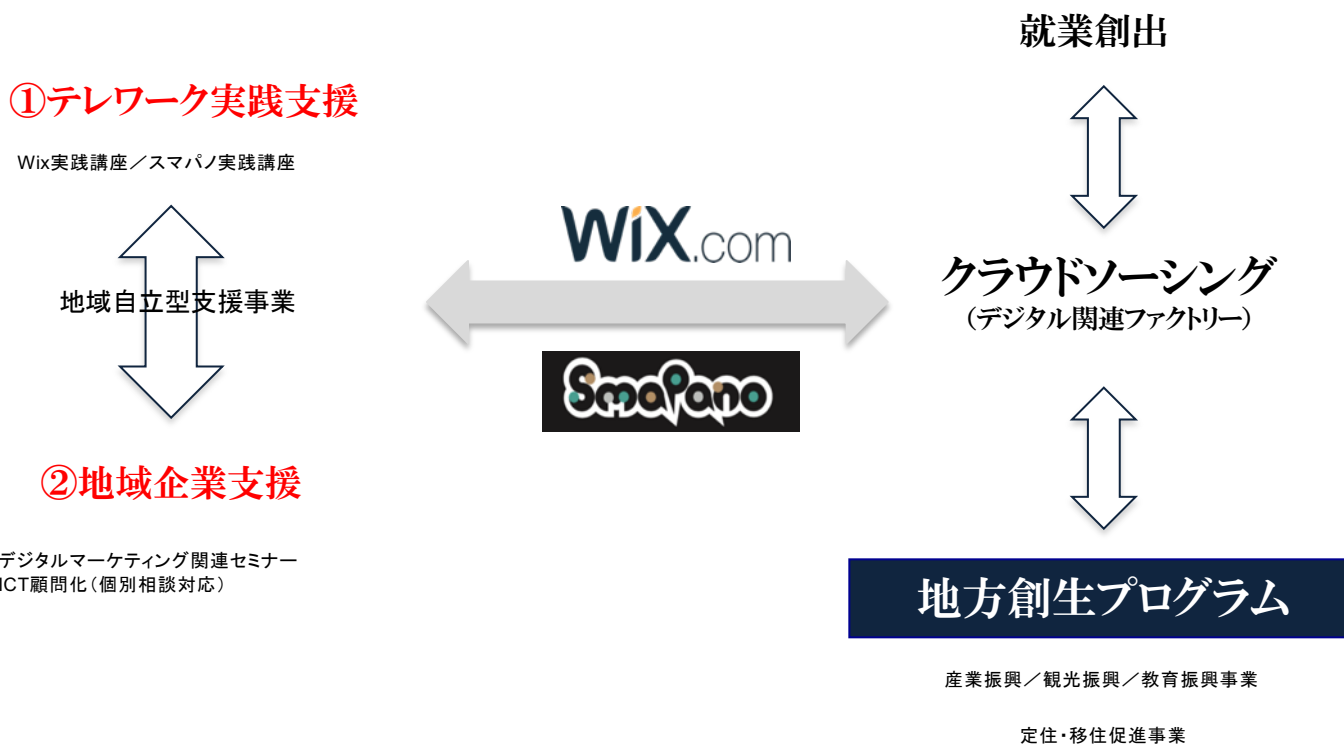 ①テレワーク実践支援
Wix実践講座／スマパノ実践講座
地域自立型支援事業
②地域企業支援
デジタルマーケティング関連セミナー
ICT顧問化（個別相談対応）
WiX.com
SmaPano
就業創出
クラウドソーシング
（デジタル関連ファクトリー）
地方創生プログラム
産業振興／観光振興／教育振興事業
定住・移住促進事業